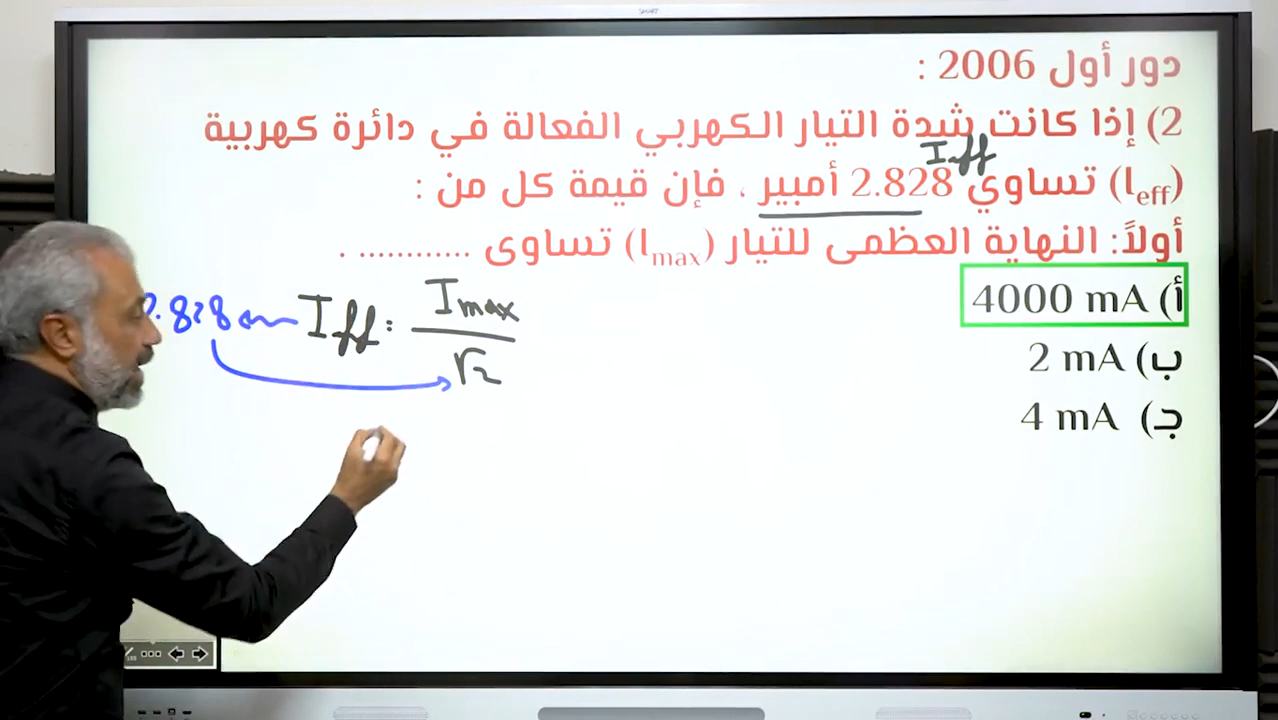 SMART
دور أول 2006 :
2) إذا كانت شدة التيار الكهربي الفعالة في دائرة كهربية
Iff
(Ieff) تساوي 2.828 أمبير ، فإن قيمة كل من :
أولاً: النهاية العظمى للتيار (Imax) تساوى ............ .
أ) 4000 mA
ب) 2 mA
ج) 4 mA
.828 Iff = Imax / √2